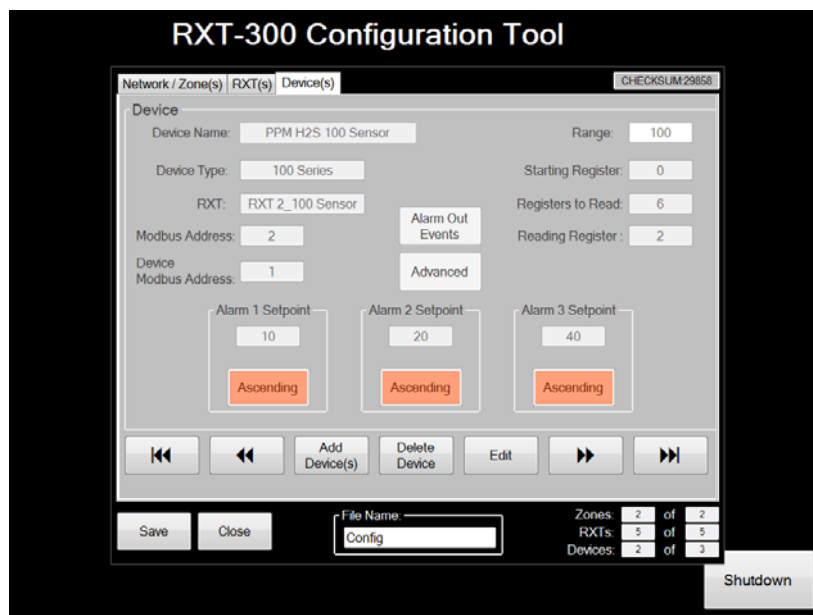 RXT-300 Configuration Tool
Network / Zone(s) RXT(s) Device(s) CHECKSUM:29858
Device
Device Name: PPM H2S 100 Sensor Range: 100
Device Type: 100 Series Starting Register: 0
RXT: RXT 2_100 Sensor Registers to Read: 6
Alarm Out
Events
Modbus Address: 2 Reading Register : 2
Device
Modbus Address: 1 Advanced
Alarm 1 Setpoint Alarm 2 Setpoint Alarm 3 Setpoint
10 20 40
Ascending Ascending Ascending
Add
Device(s)
Delete
Device
Edit
Save Close
File Name:
Config
Zones: 2 of 2
RXTs: 5 of 5
Devices: 2 of 3
Shutdown